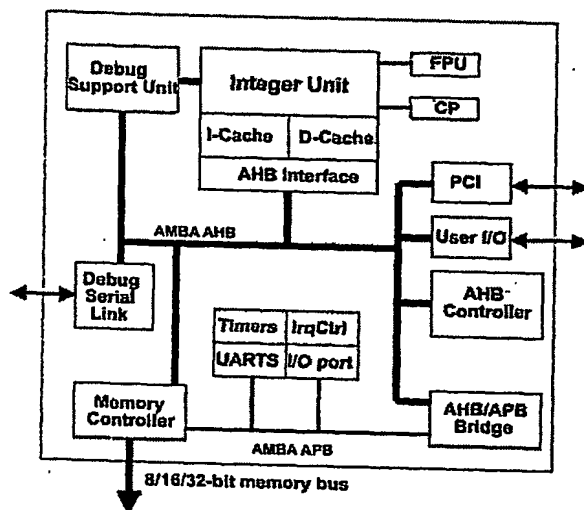 Debug
Support Unit
Integer Unit
FPU
CP
I-Cache
D-Cache
AHB Interface
PCI
AMBA AHB
User I/O
Debug
Serial
Link
AHB
Controller
Timers
IrqCtrl
UARTS
I/O port
Memory
Controller
AHB/APB
Bridge
AMBA APB
8/16/32-bit memory bus